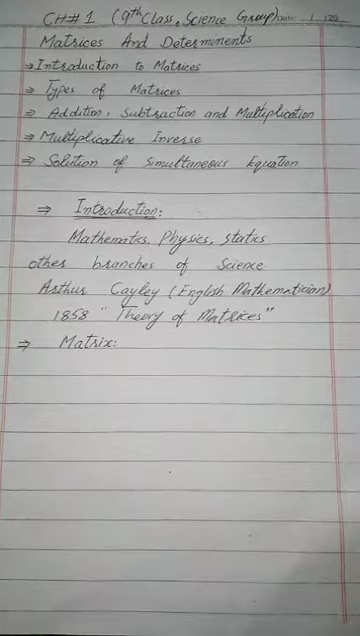 CH# 1 (9th Class, Science Group)
Matrices And Determinents
⇒ Introduction to Matrices
⇒ Types of Matrices
⇒ Addition, Subtraction and Multiplication
⇒ Multiplicative Inverse
⇒ Solution of Simultaneous Equation
⇒ Introduction:
Mathematics, Physics, statics
other branches of Science
Arthur Cayley (English Mathematician)
1858 "Theory of Matrices"
⇒ Matrix: